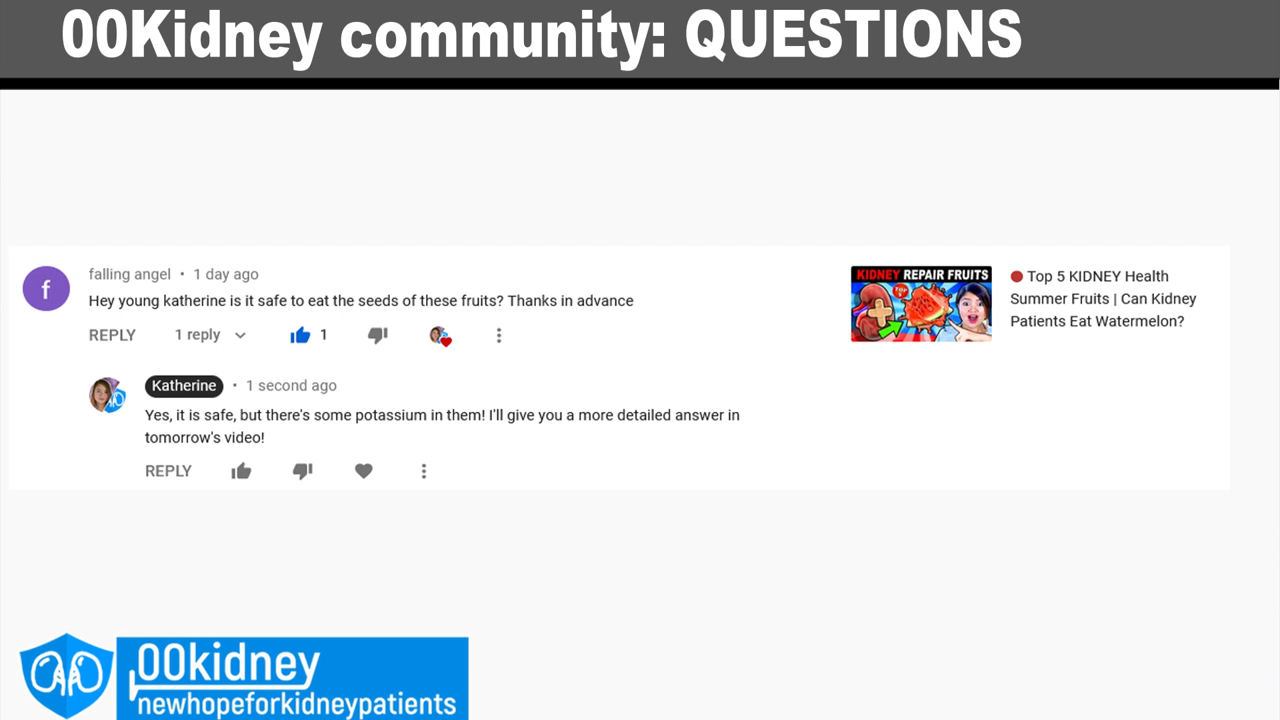 00Kidney community: QUESTIONS
f
falling angel • 1 day ago
Hey young katherine is it safe to eat the seeds of these fruits? Thanks in advance
REPLY 1 reply 1
KIDNEY REPAIR FRUITS
TOP 5
Top 5 KIDNEY Health
Summer Fruits | Can Kidney
Patients Eat Watermelon?
Katherine • 1 second ago
Yes, it is safe, but there's some potassium in them! I'll give you a more detailed answer in
tomorrow's video!
REPLY
00kidney
newhopeforkidneypatients